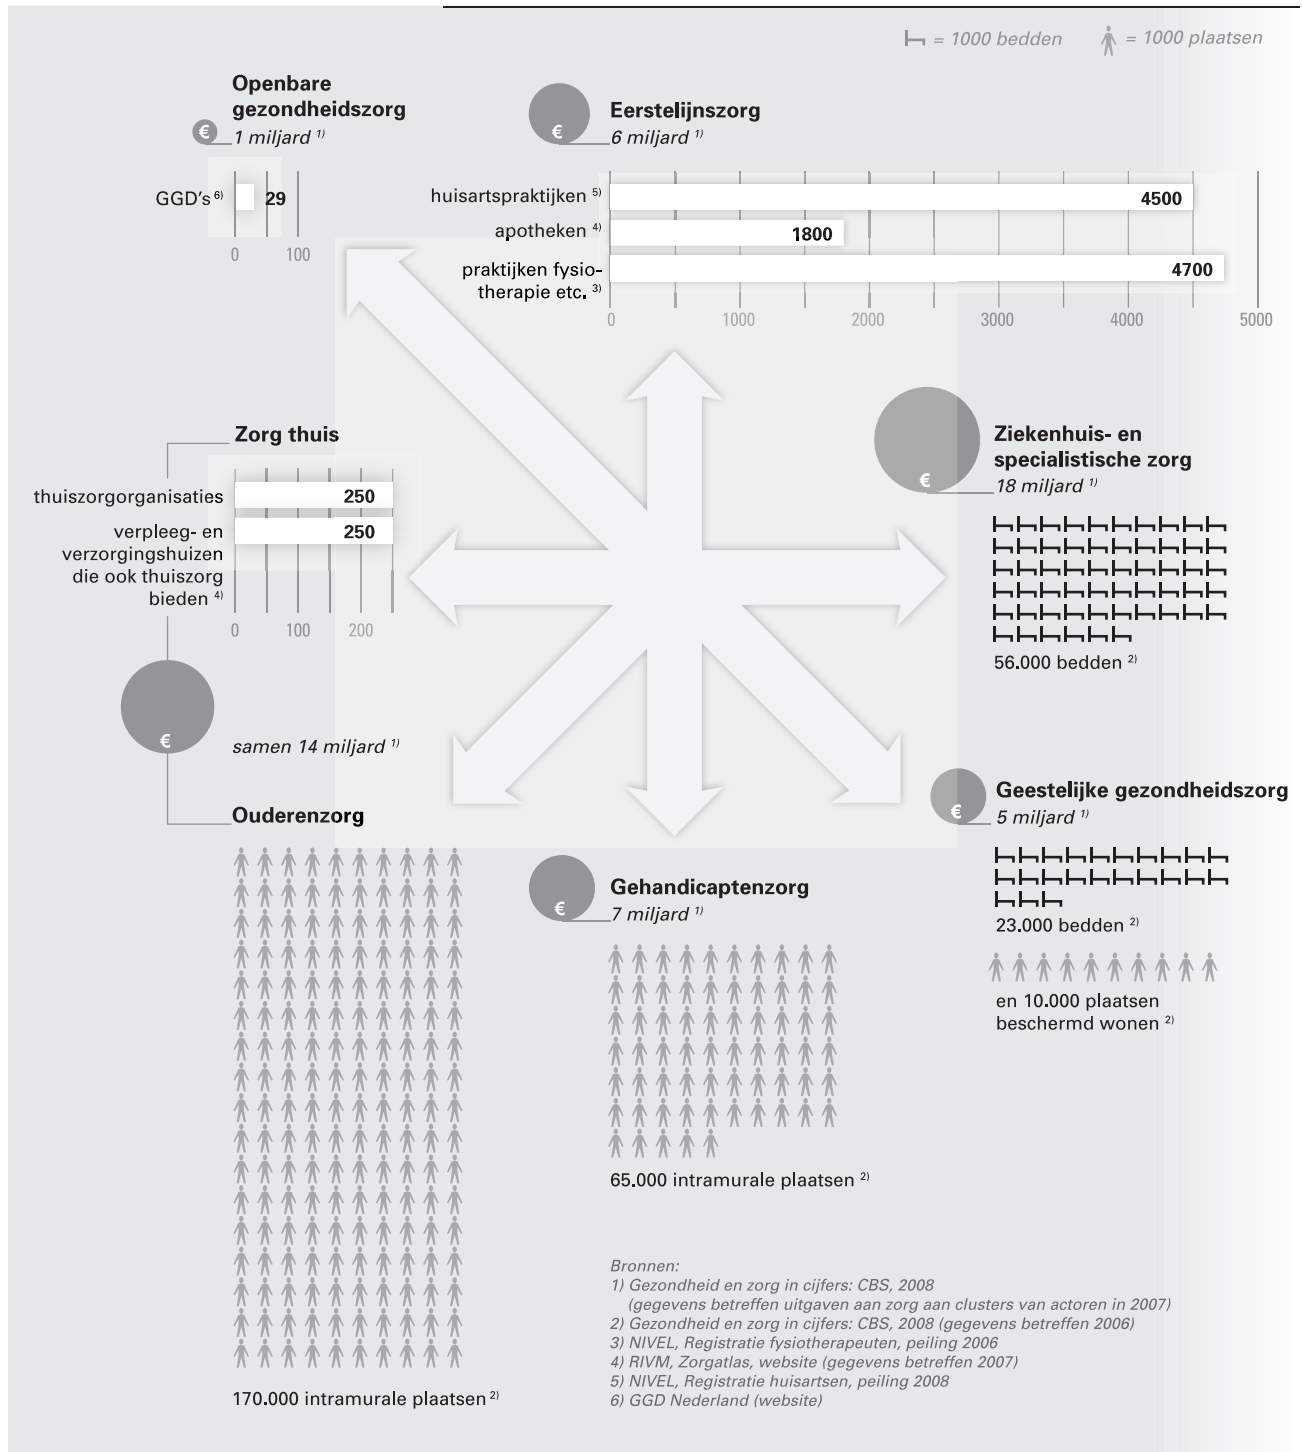 = 1000 bedden
= 1000 plaatsen
Openbare
gezondheidszorg
€
1 miljard 1)
GGD's 6)
29
0
100
Eerstelijnszorg
€
6 miljard 1)
huisartspraktijken 5)
4500
apotheken 4)
1800
praktijken fysio-
therapie etc. 3)
4700
0
1000
2000
3000
4000
5000
Zorg thuis
thuiszorgorganisaties
250
verpleeg- en
verzorgingshuizen
die ook thuiszorg
bieden 4)
250
0
100
200
€
samen 14 miljard 1)
Ouderenzorg
170.000 intramurale plaatsen 2)
Ziekenhuis- en
specialistische zorg
€
18 miljard 1)
56.000 bedden 2)
Geestelijke gezondheidszorg
€
5 miljard 1)
23.000 bedden 2)
en 10.000 plaatsen
beschermd wonen 2)
Gehandicaptenzorg
€
7 miljard 1)
65.000 intramurale plaatsen 2)
Bronnen:
1) Gezondheid en zorg in cijfers: CBS, 2008
(gegevens betreffen uitgaven aan zorg aan clusters van actoren in 2007)
2) Gezondheid en zorg in cijfers: CBS, 2008 (gegevens betreffen 2006)
3) NIVEL, Registratie fysiotherapeuten, peiling 2006
4) RIVM, Zorgatlas, website (gegevens betreffen 2007)
5) NIVEL, Registratie huisartsen, peiling 2008
6) GGD Nederland (website)